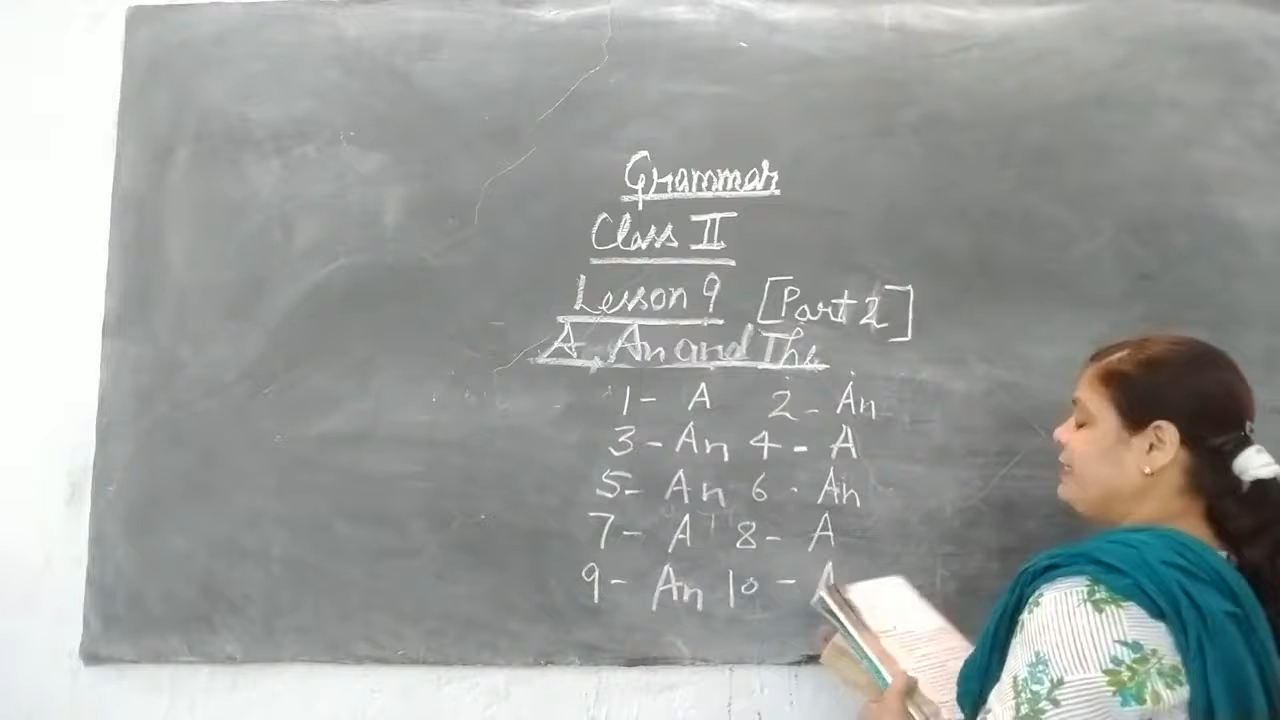 Grammar
Class II
Lesson 9 [Part 2]
A, An and The
1- A 2- An
3- An 4- A
5- An 6- An
7- A 8- A
9- An 10-